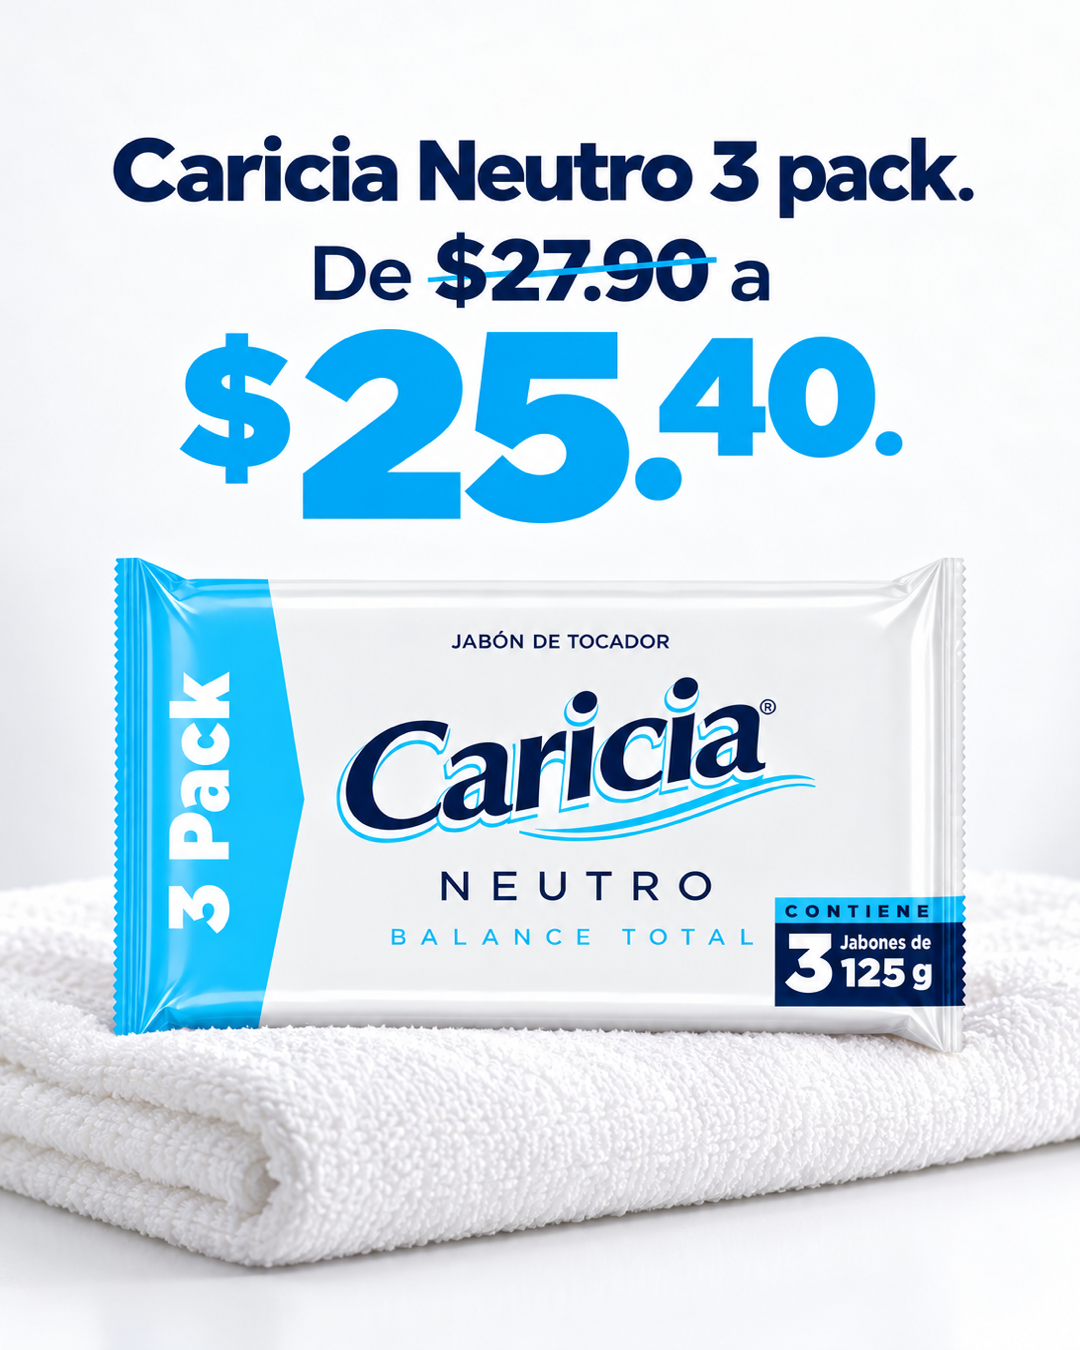 Caricia Neutro 3 pack.
De $27.90 a
$25.40.
3 Pack
JABÓN DE TOCADOR
Caricia®
NEUTRO
BALANCE TOTAL
CONTIENE
3 Jabones de
125 g